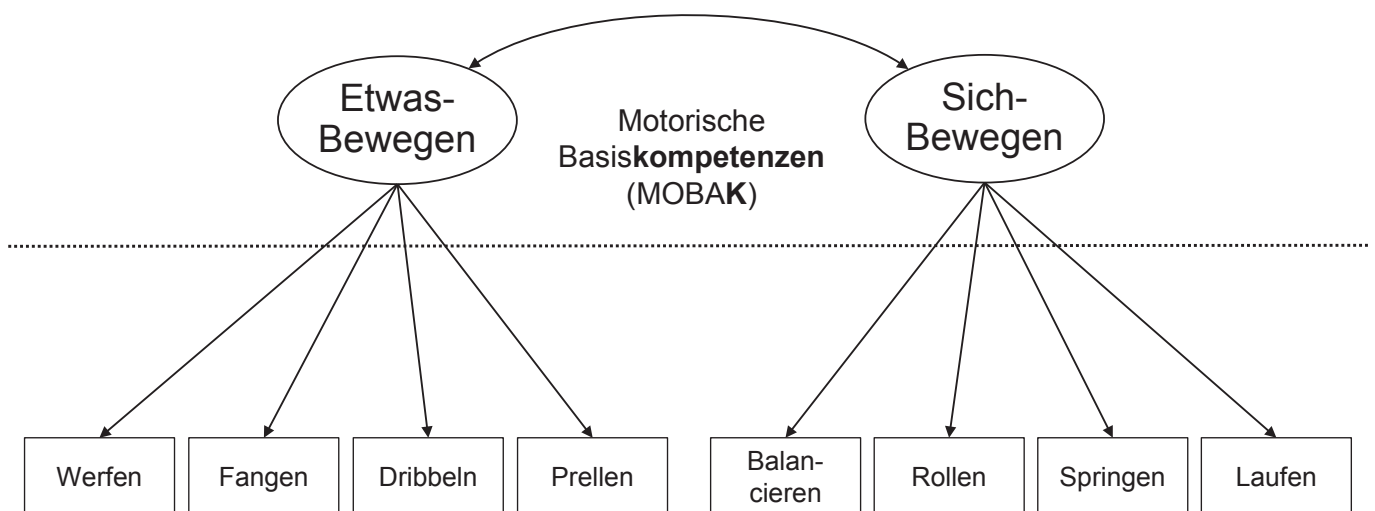 Etwas-
Bewegen
Motorische
Basiskompetenzen
(MOBAK)
Sich-
Bewegen
Werfen
Fangen
Dribbeln
Prellen
Balan-
cieren
Rollen
Springen
Laufen